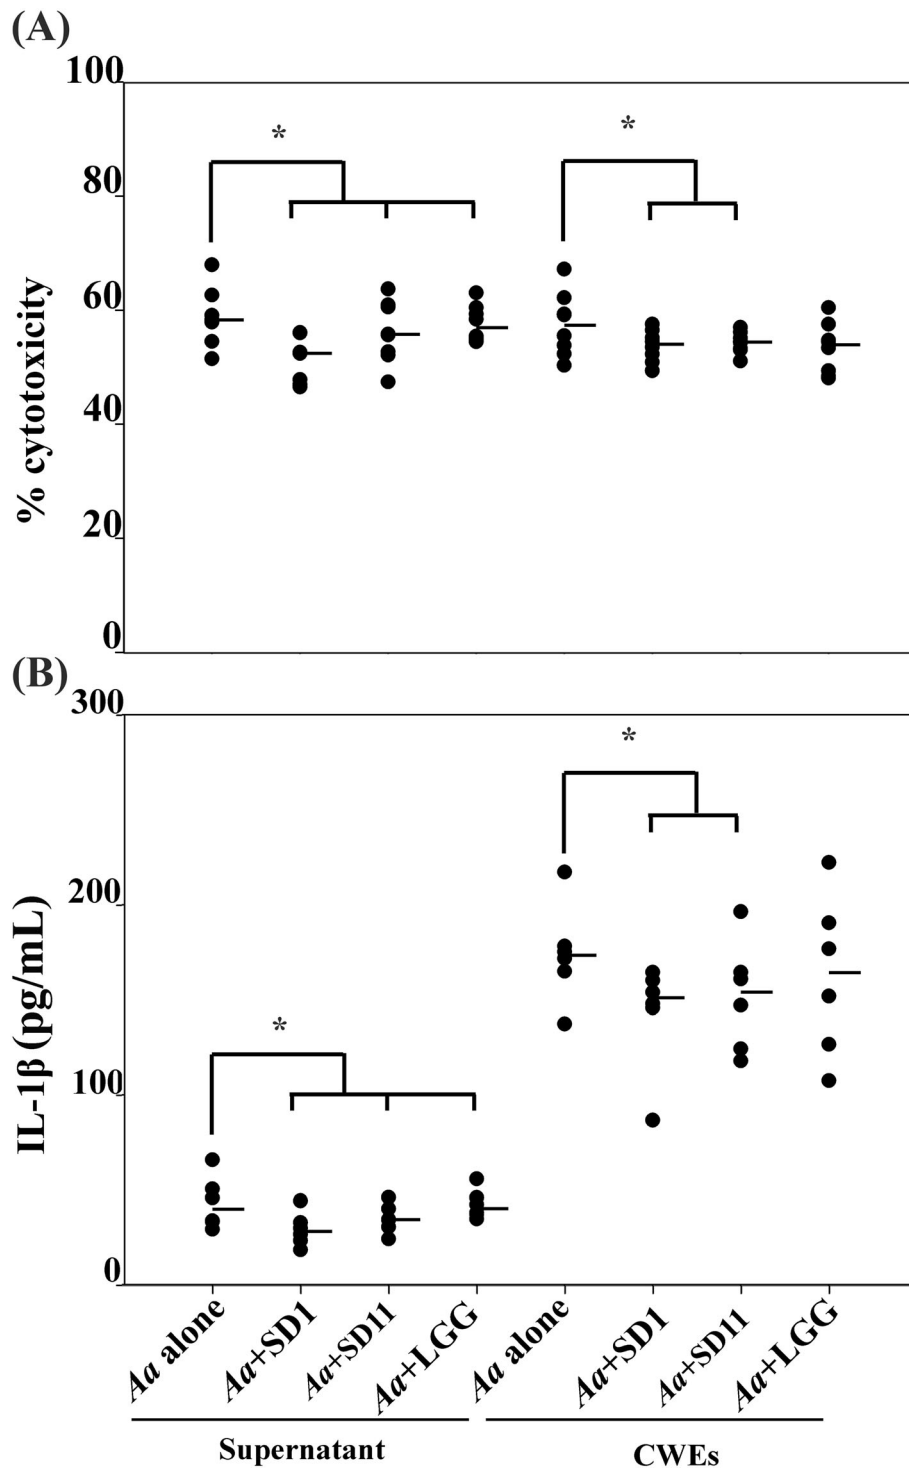 (A)
100
*
*
80
60
40
20
0
% cytotoxicity
(B)
300
*
200
*
100
0
IL-1β (pg/mL)
Aa alone
Aa+SD1
Aa+SD11
Aa+LGG
Aa alone
Aa+SD1
Aa+SD11
Aa+LGG
Supernatant
CWEs